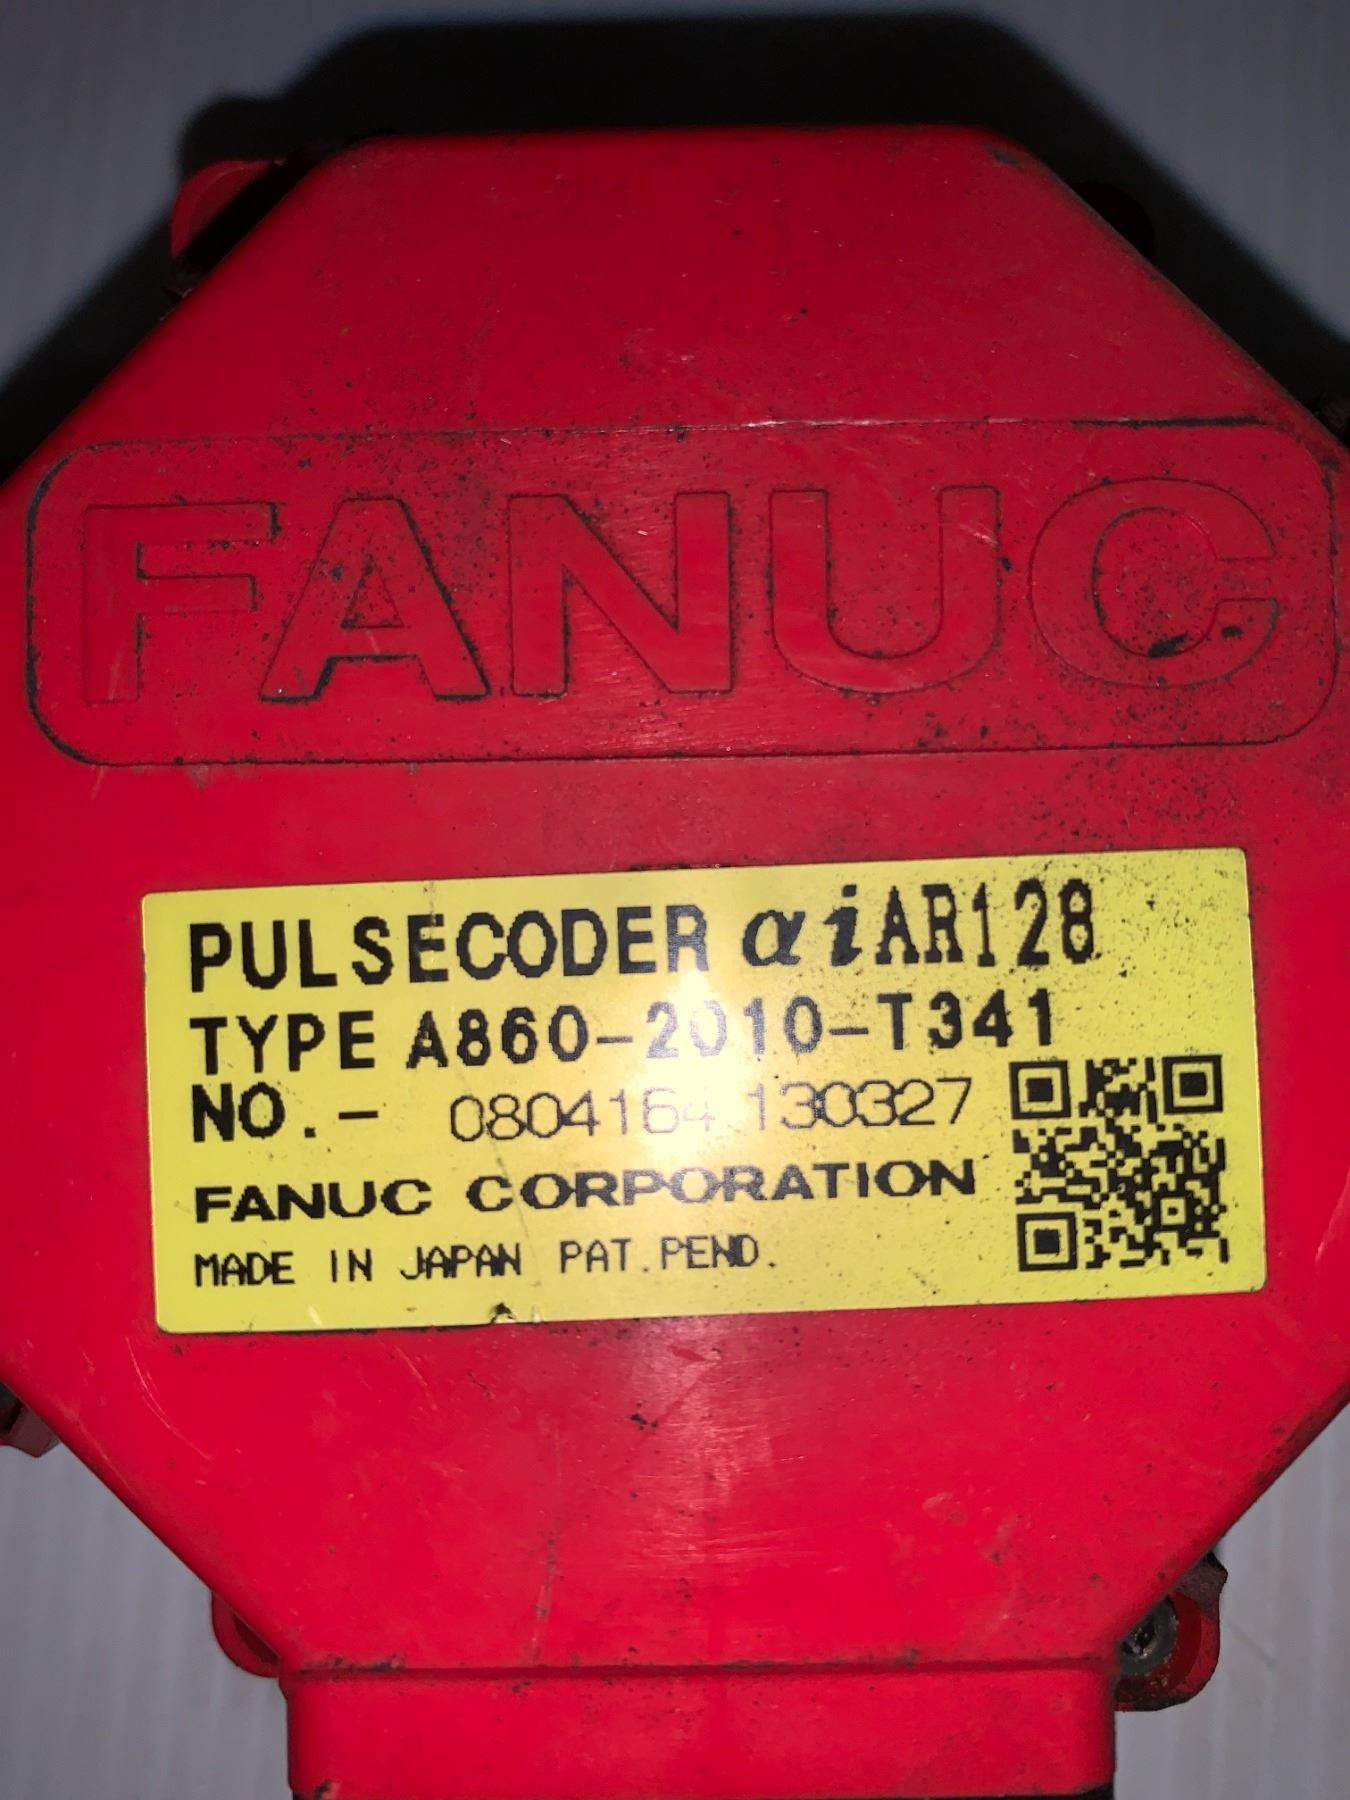 FANUC
PULSECODER αiAR128
TYPE A860-2010-T341
NO.- 0804164 130327
FANUC CORPORATION
MADE IN JAPAN PAT.PEND.